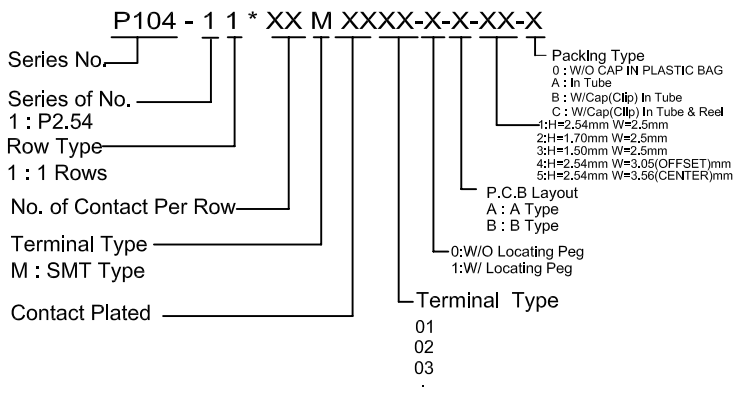 P104 - 1 1 * XX M XXXX-X-X-XX-X
Series No.
Series of No.
1 : P2.54
Row Type
1 : 1 Rows
No. of Contact Per Row
Terminal Type
M : SMT Type
Contact Plated
Packing Type
0 : W/O CAP IN PLASTIC BAG
A : In Tube
B : W/Cap(Clip) In Tube
C : W/Cap(Clip) In Tube & Reel
1:H=2.54mm W=2.5mm
2:H=1.70mm W=2.5mm
3:H=1.50mm W=2.5mm
4:H=2.54mm W=3.05(OFFSET)mm
5:H=2.54mm W=3.56(CENTER)mm
P.C.B Layout
A : A Type
B : B Type
0:W/O Locating Peg
1:W/ Locating Peg
Terminal Type
01
02
03
.